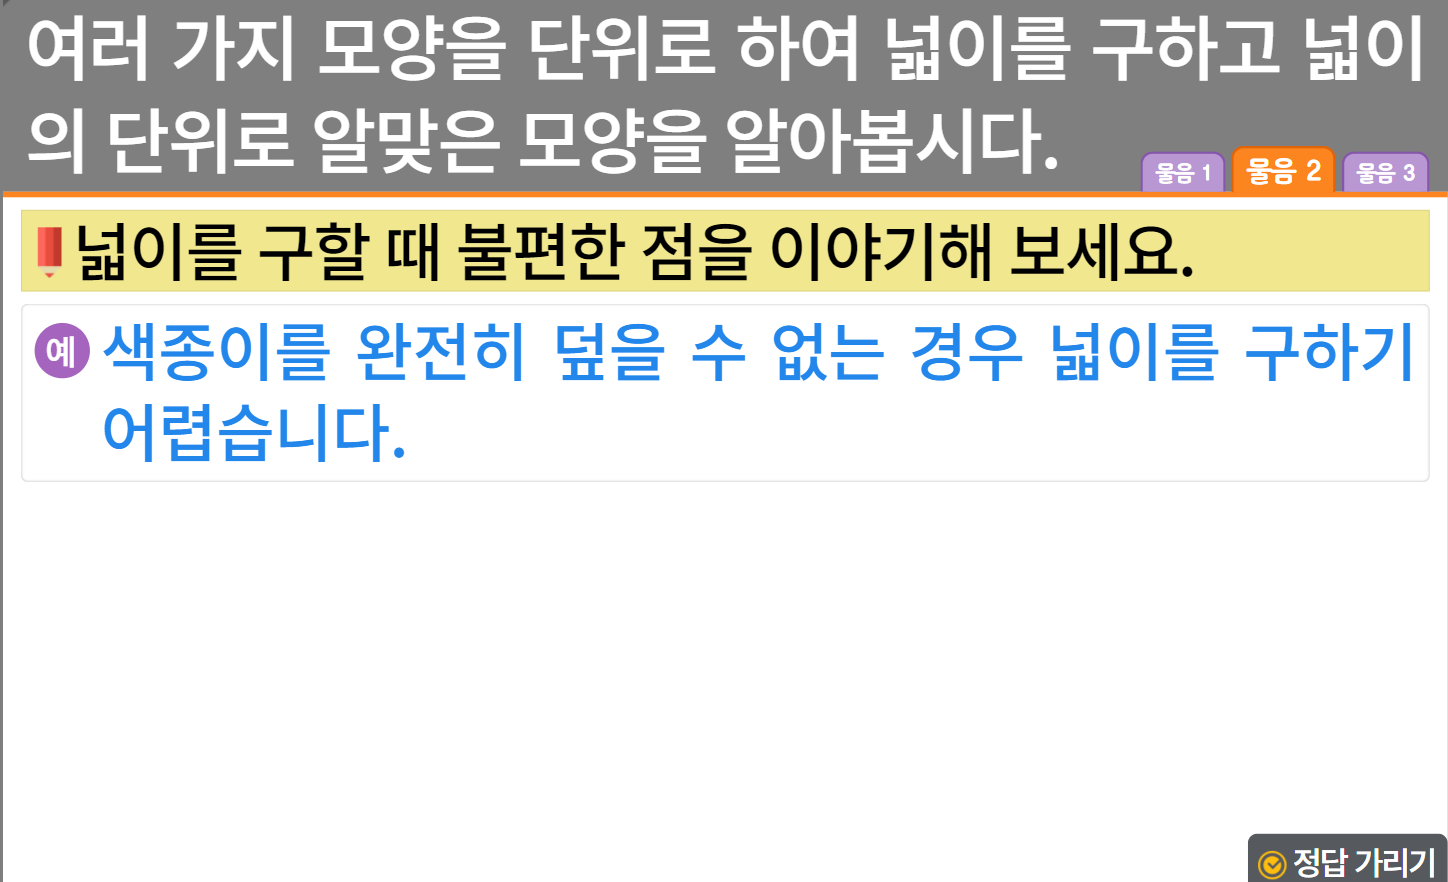 여러 가지 모양을 단위로 하여 넓이를 구하고 넓이
의 단위로 알맞은 모양을 알아봅시다.
물음 1
물음 2
물음 3
넓이를 구할 때 불편한 점을 이야기해 보세요.
예 색종이를 완전히 덮을 수 없는 경우 넓이를 구하기
어렵습니다.
정답 가리기